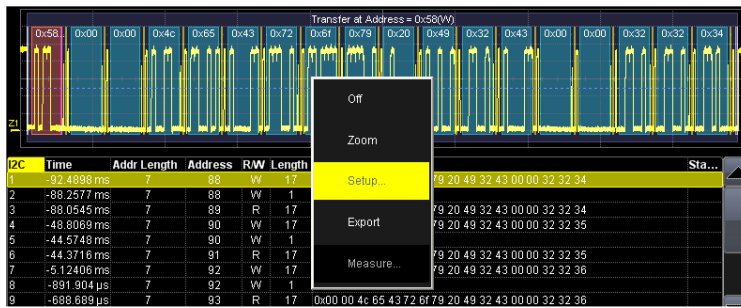 Transfer at Address = 0x58(W)
0x58... 0x00 0x00 0x4c 0x65 0x43 0x72 0x6f 0x79 0x20 0x49 0x32 0x43 0x00 0x00 0x32 0x32 0x34
Z1
Off
Zoom
Setup...
Export
Measure...
I2C Time Addr Length Address R/W Length Sta...
1 -92.4898 ms 7 88 W 17 79 20 49 32 43 00 00 32 32 34
2 -88.2577 ms 7 88 W 1
3 -88.0545 ms 7 89 R 17 79 20 49 32 43 00 00 32 32 34
4 -48.8069 ms 7 90 W 17 79 20 49 32 43 00 00 32 32 35
5 -44.5748 ms 7 90 W 1
6 -44.3716 ms 7 91 R 17 79 20 49 32 43 00 00 32 32 35
7 -5.12406 ms 7 92 W 17 79 20 49 32 43 00 00 32 32 36
8 -891.904 µs 7 92 W 1
9 -688.689 µs 7 93 R 17 0x00 00 4c 65 43 72 6f 79 20 49 32 43 00 00 32 32 36